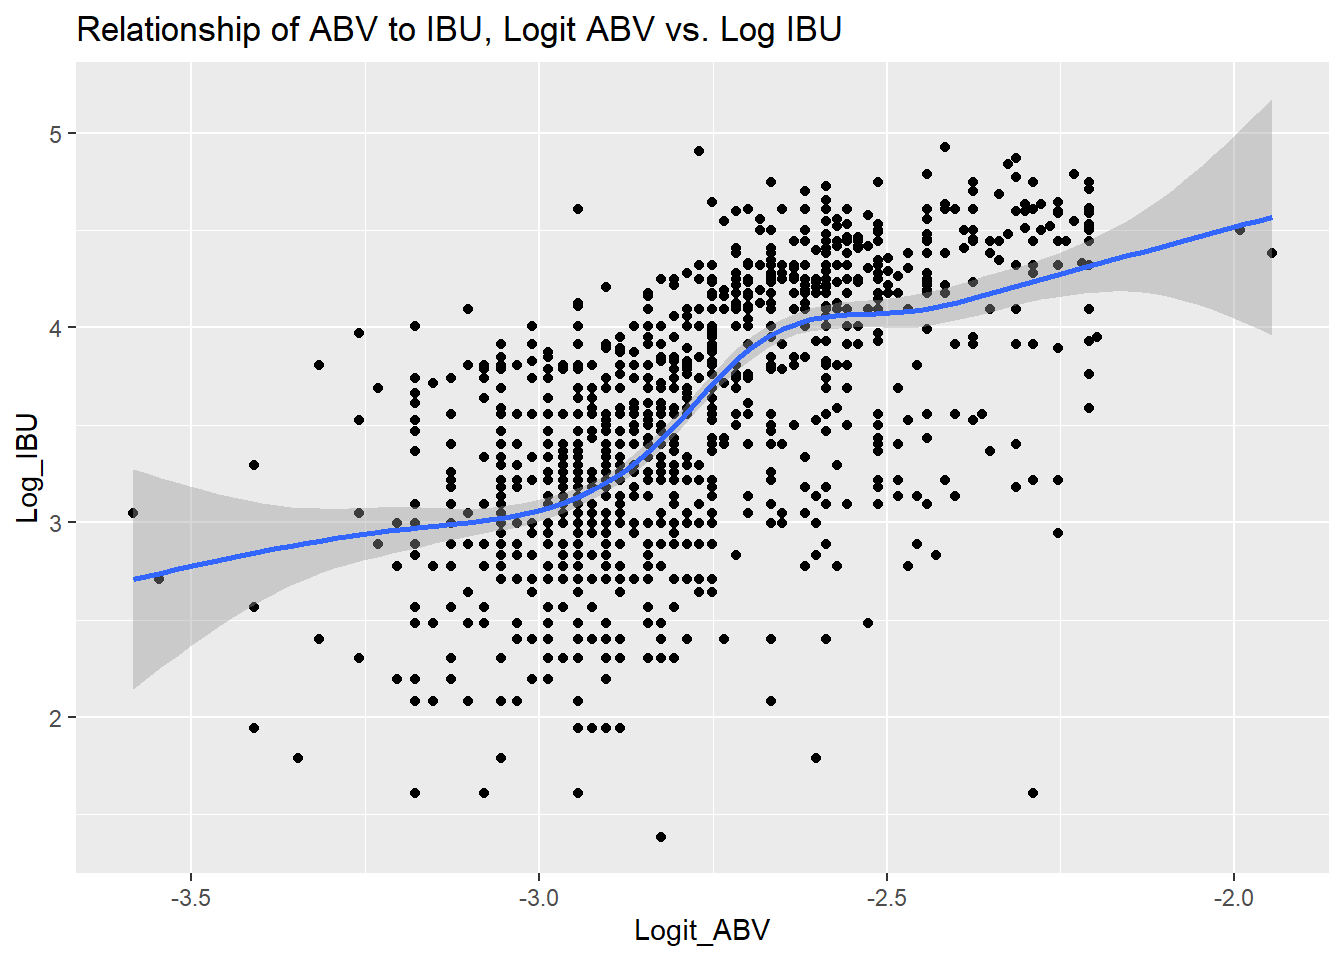 Relationship of ABV to IBU, Logit ABV vs. Log IBU
5
4
3
2
Log_IBU
-3.5 -3.0 -2.5 -2.0
Logit_ABV